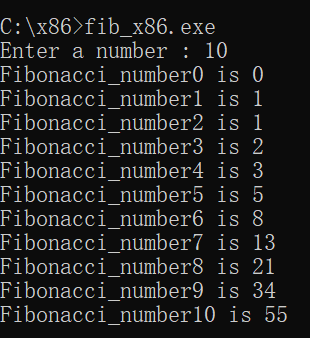 C:\x86>fib_x86.exe
Enter a number : 10
Fibonacci_number0 is 0
Fibonacci_number1 is 1
Fibonacci_number2 is 1
Fibonacci_number3 is 2
Fibonacci_number4 is 3
Fibonacci_number5 is 5
Fibonacci_number6 is 8
Fibonacci_number7 is 13
Fibonacci_number8 is 21
Fibonacci_number9 is 34
Fibonacci_number10 is 55